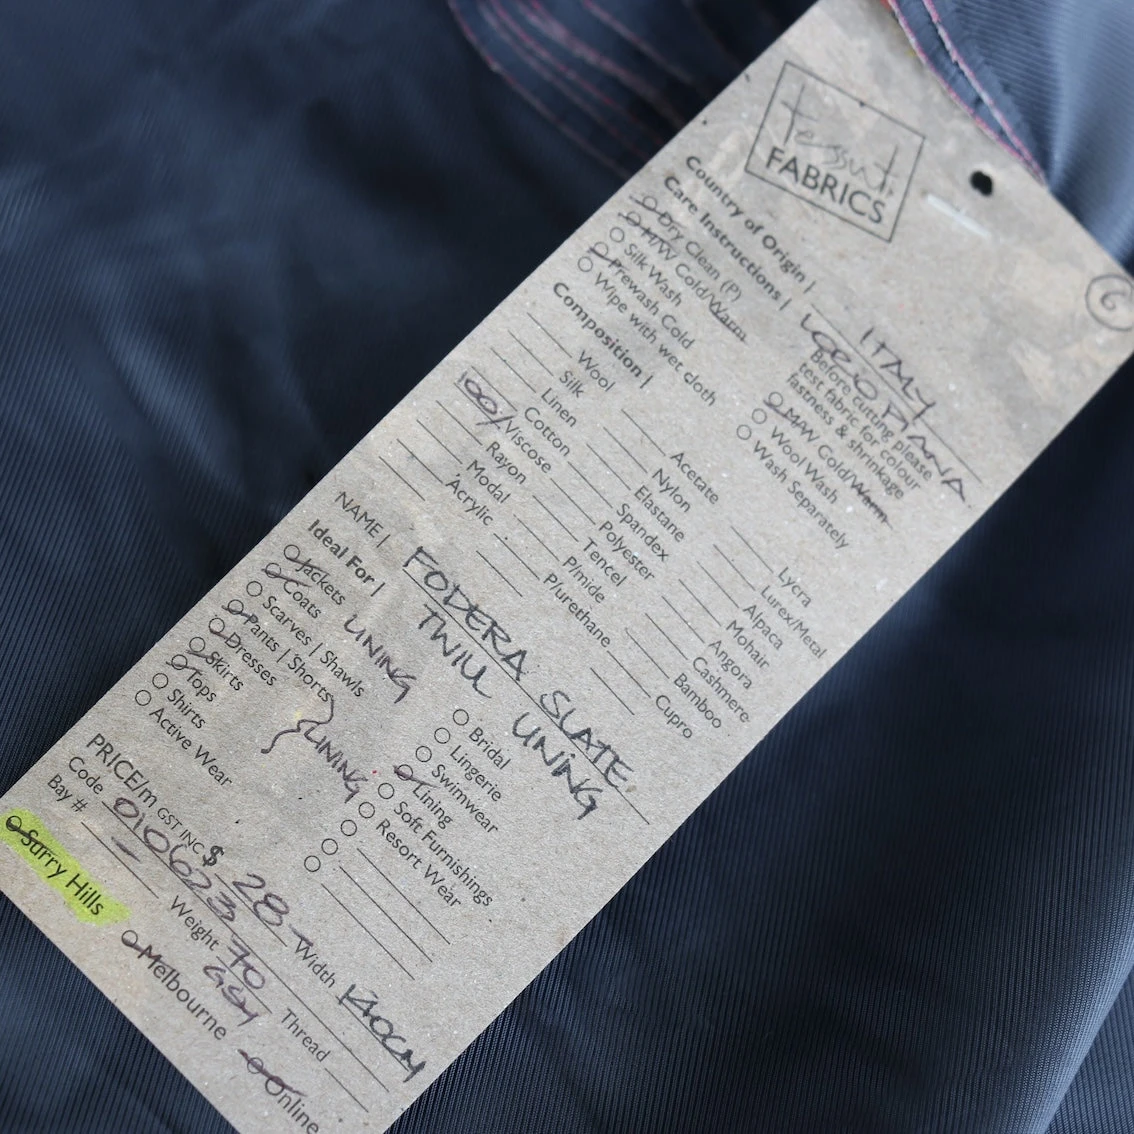 tessuti
FABRICS
6
Country of Origin | ITALY
Care Instructions | LEOPANA
Dry Clean (P)
H/W Cold/Warm
Silk Wash
Prewash Cold
Wipe with wet cloth
Before cutting please
test fabric for colour
fastness & shrinkage
M/W Cold/Warm
Wool Wash
Wash Separately
Composition |
Wool
Silk
Linen
Cotton
100/ Viscose
Rayon
Modal
Acrylic
Acetate
Nylon
Elastane
Spandex
Polyester
Tencel
P/mide
P/urethane
Lycra
Lurex/Metal
Alpaca
Mohair
Angora
Cashmere
Bamboo
Cupro
NAME | FODERA SLATE
TWILL LINING
Ideal For |
Jackets
Coats LINING
Scarves | Shawls
Pants | Shorts
Dresses
Skirts } LINING
Tops
Shirts
Active Wear
Bridal
Lingerie
Swimwear
Lining
Soft Furnishings
Resort Wear
PRICE/m GST INC $ 28 - Width 140CM
Code 010623 Weight 70 GSM Thread
Bay # -
Surry Hills Melbourne Online